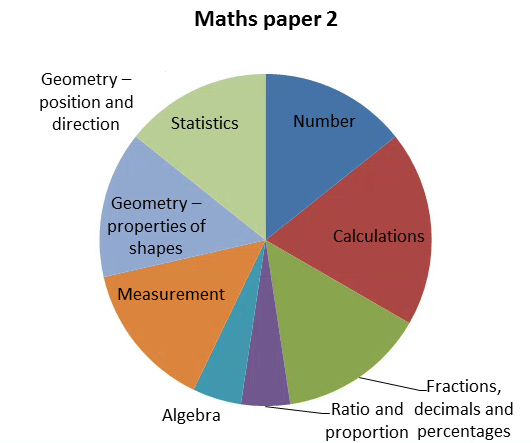 Maths paper 2
Geometry –
position and
direction
Statistics
Number
Geometry –
properties of
shapes
Calculations
Measurement
Algebra
Ratio and
proportion
Fractions,
decimals and
percentages